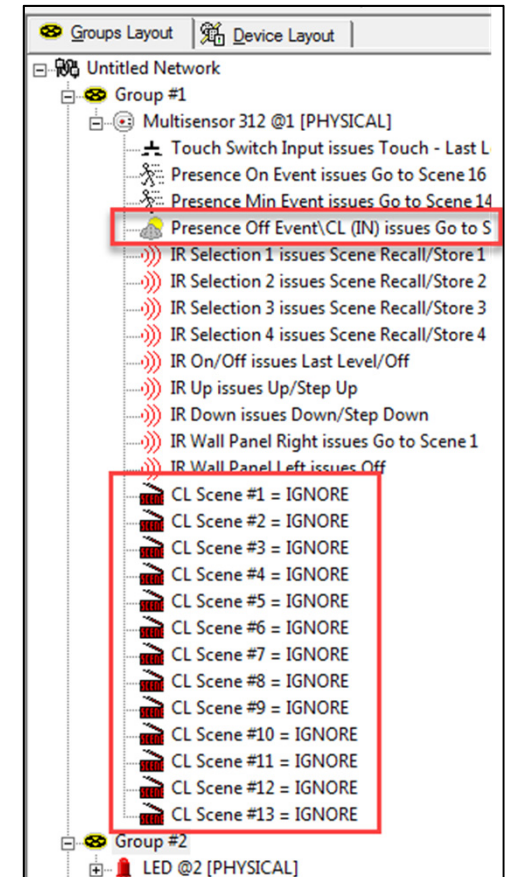 Groups Layout Device Layout
Untitled Network
Group #1
Multisensor 312 @1 [PHYSICAL]
Touch Switch Input issues Touch - Last L
Presence On Event issues Go to Scene 16
Presence Min Event issues Go to Scene 14
Presence Off Event\CL (IN) issues Go to S
IR Selection 1 issues Scene Recall/Store 1
IR Selection 2 issues Scene Recall/Store 2
IR Selection 3 issues Scene Recall/Store 3
IR Selection 4 issues Scene Recall/Store 4
IR On/Off issues Last Level/Off
IR Up issues Up/Step Up
IR Down issues Down/Step Down
IR Wall Panel Right issues Go to Scene 1
IR Wall Panel Left issues Off
CL Scene #1 = IGNORE
CL Scene #2 = IGNORE
CL Scene #3 = IGNORE
CL Scene #4 = IGNORE
CL Scene #5 = IGNORE
CL Scene #6 = IGNORE
CL Scene #7 = IGNORE
CL Scene #8 = IGNORE
CL Scene #9 = IGNORE
CL Scene #10 = IGNORE
CL Scene #11 = IGNORE
CL Scene #12 = IGNORE
CL Scene #13 = IGNORE
Group #2
LED @2 [PHYSICAL]